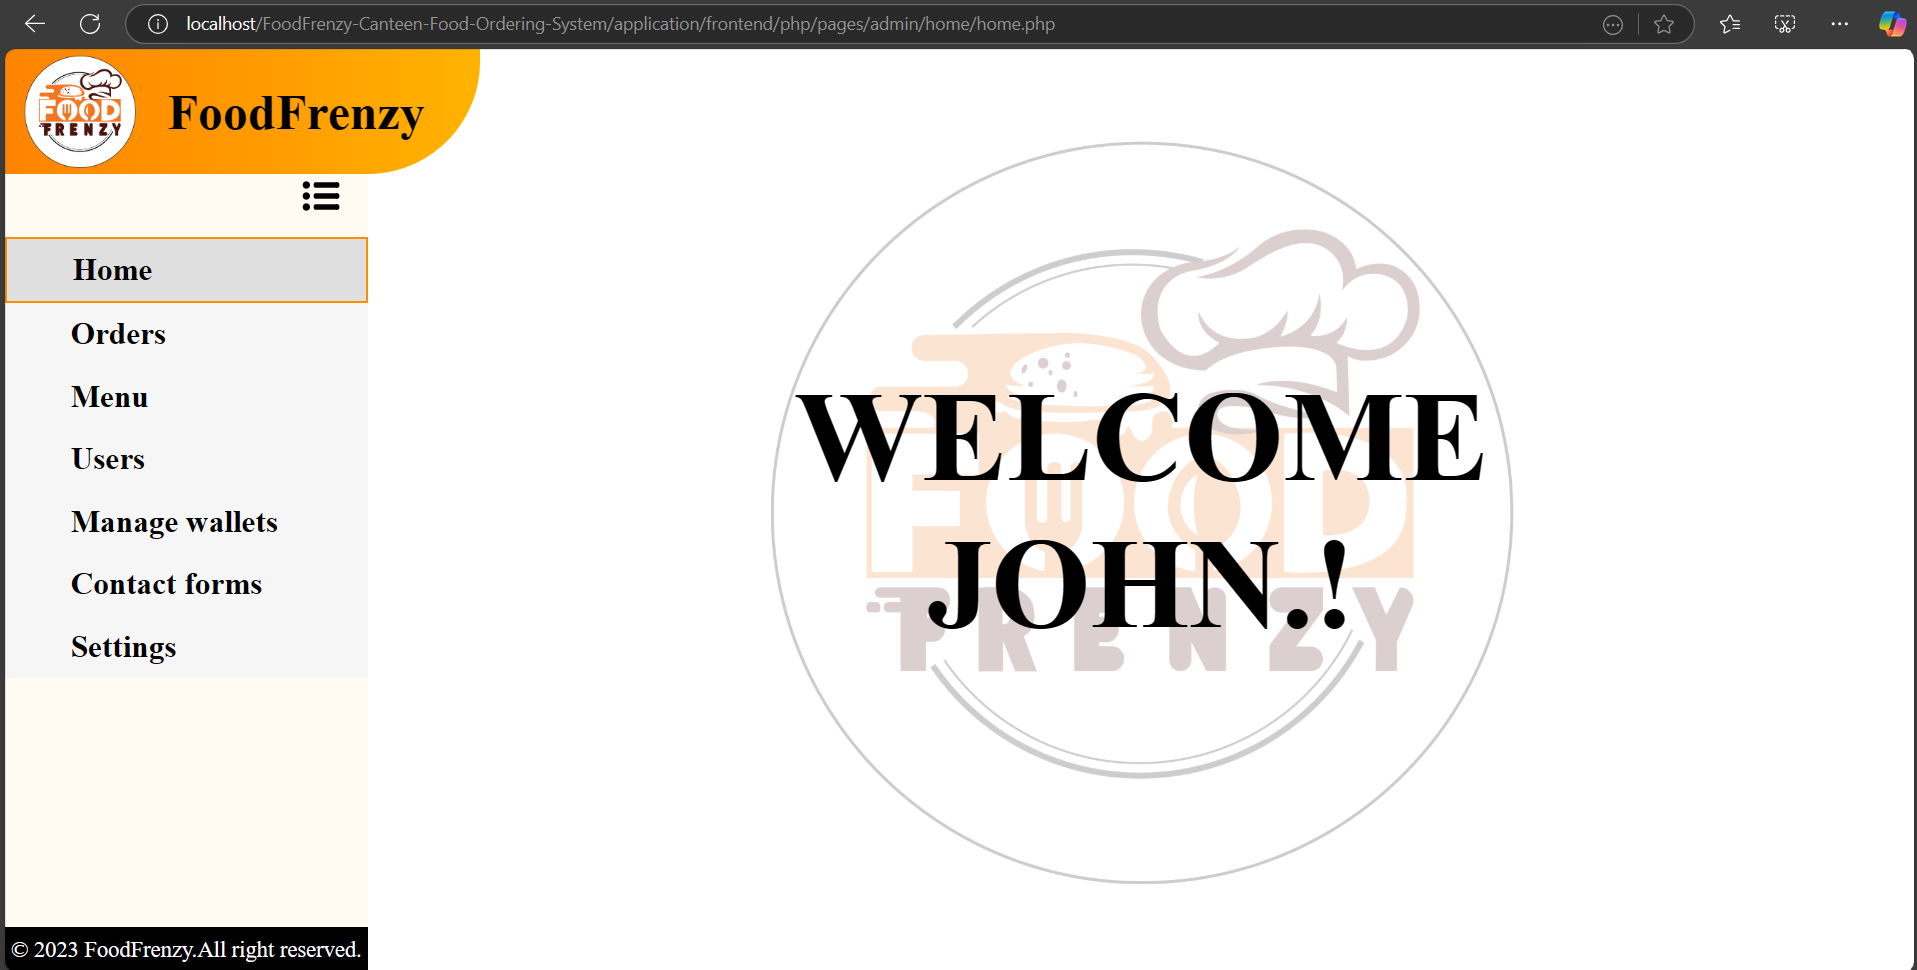 localhost/FoodFrenzy-Canteen-Food-Ordering-System/application/frontend/php/pages/admin/home/home.php
FOOD
FRENZY
FoodFrenzy
Home
Orders
Menu
Users
Manage wallets
Contact forms
Settings
© 2023 FoodFrenzy.All right reserved.
WELCOME
JOHN.!
FOOD
FRENZY